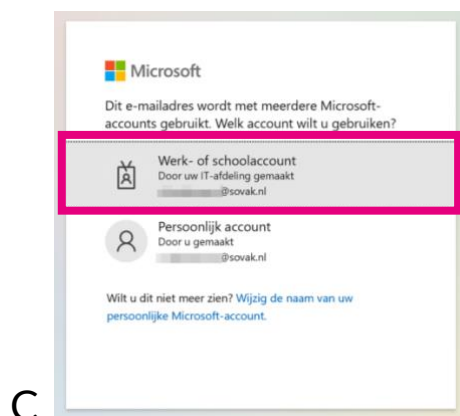 Microsoft
Dit e-mailadres wordt met meerdere Microsoft-
accounts gebruikt. Welk account wilt u gebruiken?
Werk- of schoolaccount
Door uw IT-afdeling gemaakt
@sovak.nl
Persoonlijk account
Door u gemaakt
@sovak.nl
Wilt u dit niet meer zien? Wijzig de naam van uw
persoonlijke Microsoft-account.
C